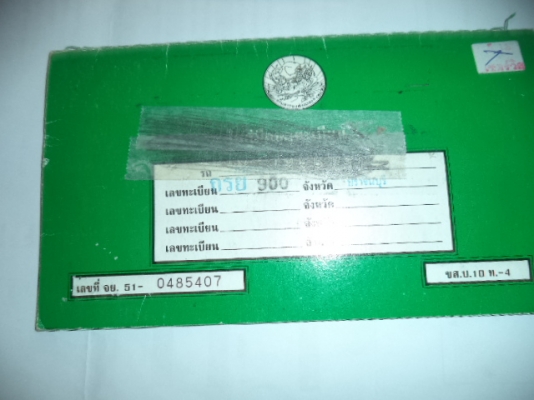 รถ
เลขทะเบียน กรย 900 จังหวัด
เลขทะเบียน จังหวัด
เลขทะเบียน
เลขทะเบียน
เลขที่ จย. 51- 0485407
ขส.บ.10 ท.-4